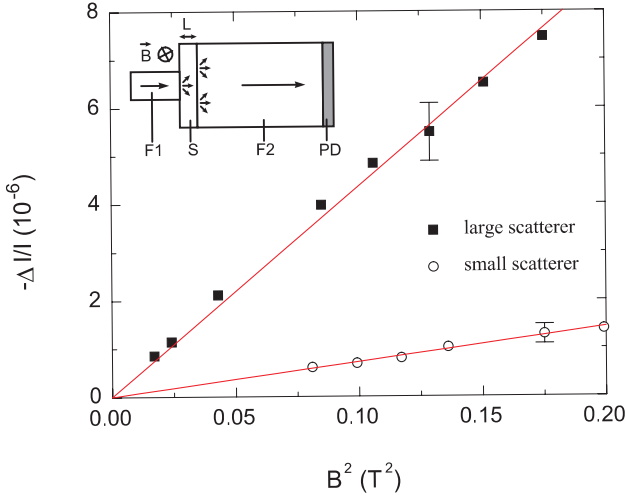 8
6
4
2
0
-Δ I/I (10⁻⁶)
L
B
F1
S
F2
PD
large scatterer
small scatterer
0.00 0.05 0.10 0.15 0.20
B² (T²)